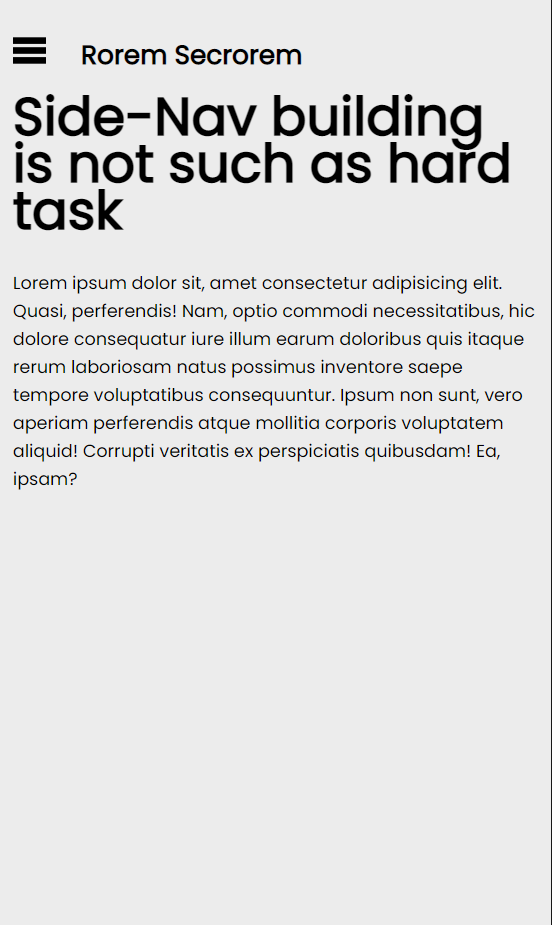 Rorem Secrorem
Side-Nav building
is not such as hard
task
Lorem ipsum dolor sit, amet consectetur adipisicing elit.
Quasi, perferendis! Nam, optio commodi necessitatibus, hic
dolore consequatur iure illum earum doloribus quis itaque
rerum laboriosam natus possimus inventore saepe
tempore voluptatibus consequuntur. Ipsum non sunt, vero
aperiam perferendis atque mollitia corporis voluptatem
aliquid! Corrupti veritatis ex perspiciatis quibusdam! Ea,
ipsam?